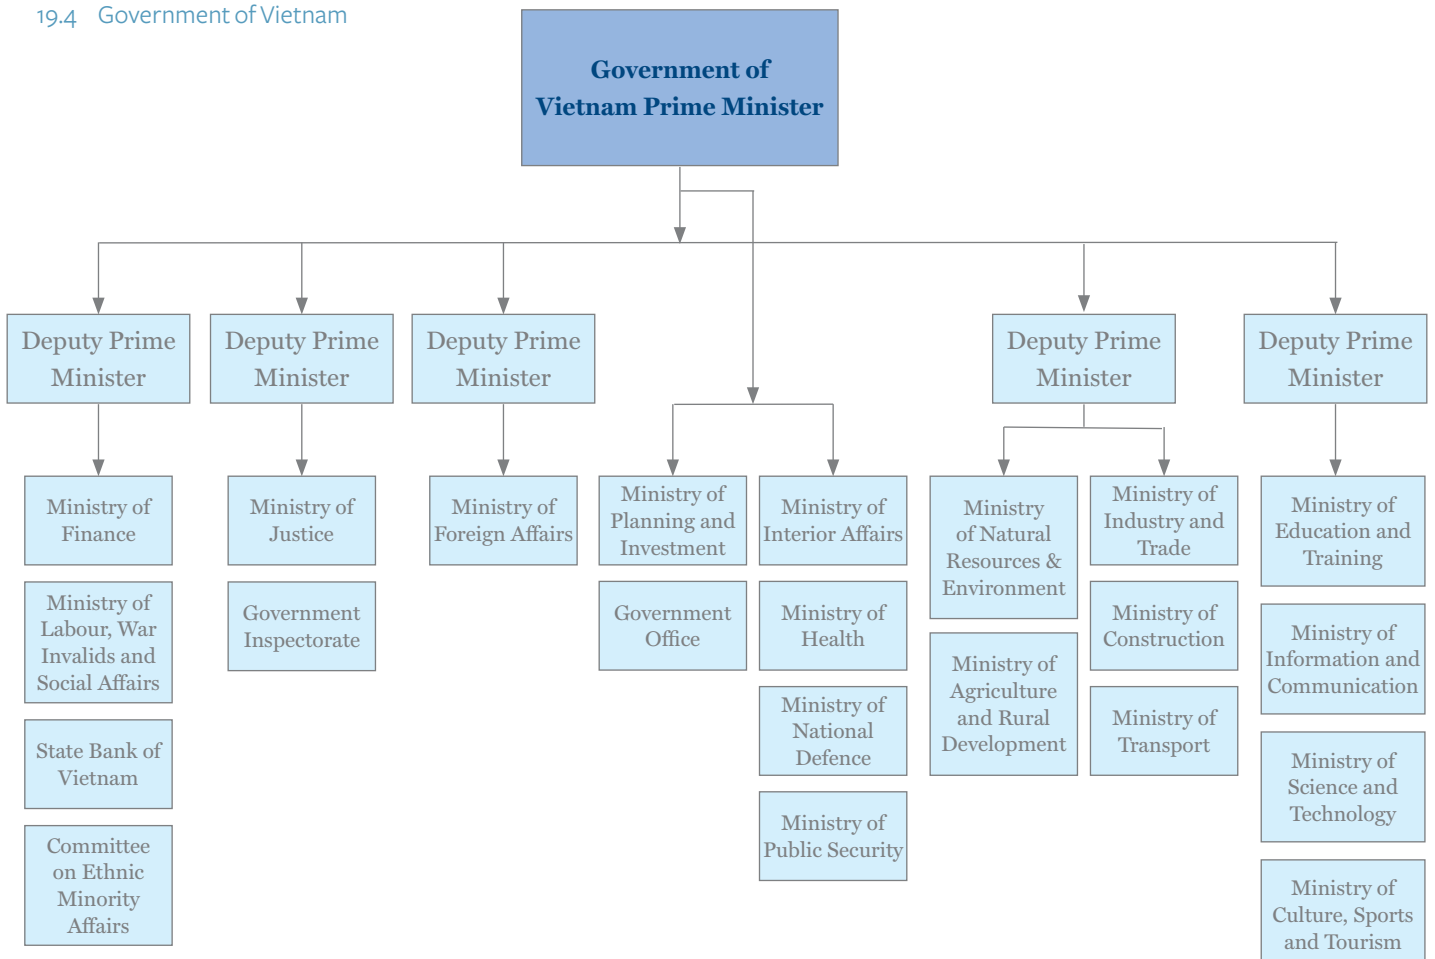 19.4 Government of Vietnam
Government of
Vietnam Prime Minister
Deputy Prime
Minister
Deputy Prime
Minister
Deputy Prime
Minister
Deputy Prime
Minister
Deputy Prime
Minister
Ministry of
Finance
Ministry of
Labour, War
Invalids and
Social Affairs
State Bank of
Vietnam
Committee
on Ethnic
Minority
Affairs
Ministry of
Justice
Government
Inspectorate
Ministry of
Foreign Affairs
Ministry of
Planning and
Investment
Government
Office
Ministry of
Interior Affairs
Ministry of
Health
Ministry of
National
Defence
Ministry of
Public Security
Ministry
of Natural
Resources &
Environment
Ministry of
Agriculture
and Rural
Development
Ministry of
Industry and
Trade
Ministry of
Construction
Ministry of
Transport
Ministry of
Education and
Training
Ministry of
Information and
Communication
Ministry of
Science and
Technology
Ministry of
Culture, Sports
and Tourism